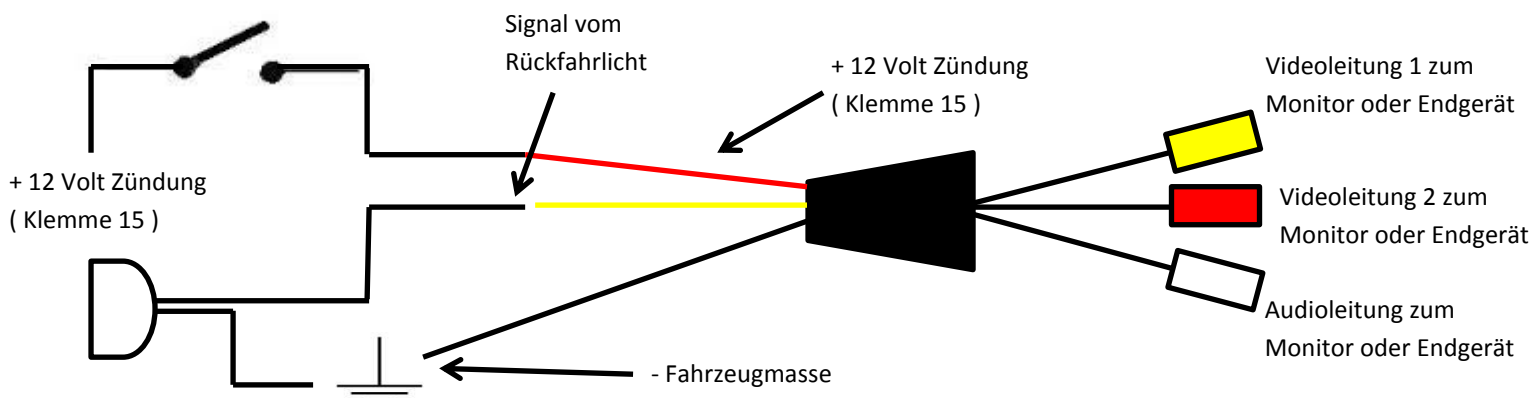 Signal vom
Rückfahrlicht
+ 12 Volt Zündung
( Klemme 15 )
Videoleitung 1 zum
Monitor oder Endgerät
+ 12 Volt Zündung
( Klemme 15 )
Videoleitung 2 zum
Monitor oder Endgerät
Audioleitung zum
Monitor oder Endgerät
- Fahrzeugmasse